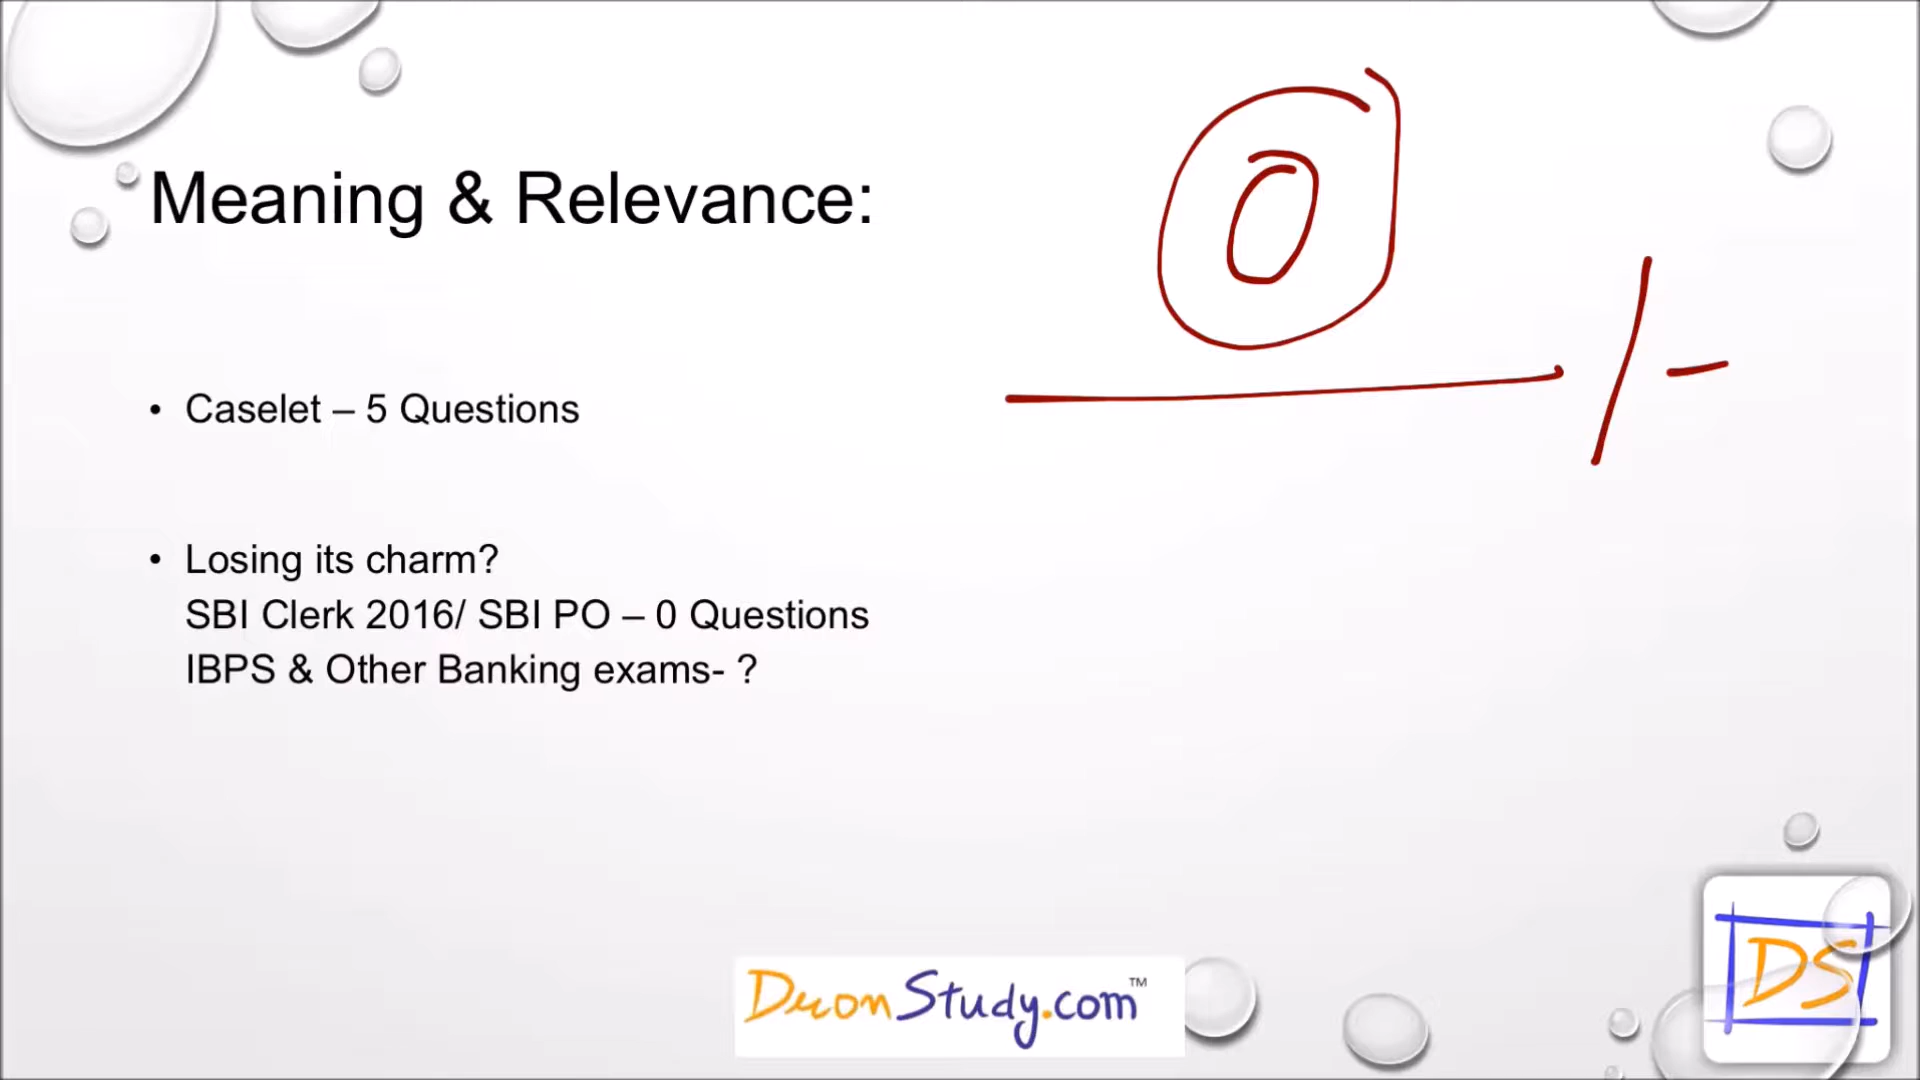 Meaning & Relevance:
0
/ -
• Caselet – 5 Questions
• Losing its charm?
SBI Clerk 2016/ SBI PO – 0 Questions
IBPS & Other Banking exams- ?
DronStudy.com™
DS